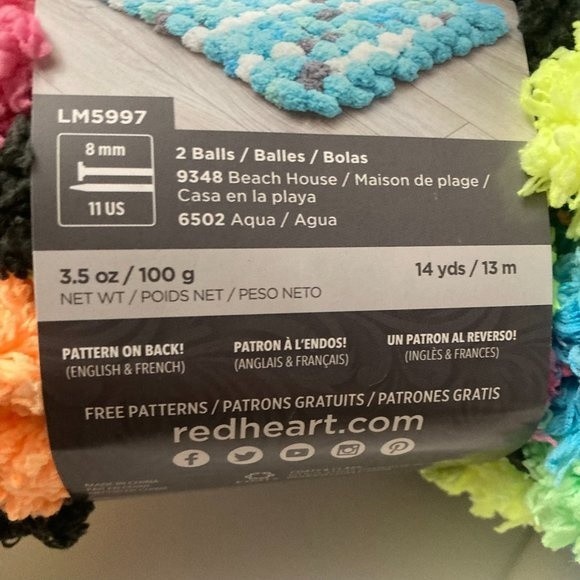 LM5997
8 mm
11 US
2 Balls / Balles / Bolas
9348 Beach House / Maison de plage /
Casa en la playa
6502 Aqua / Agua
3.5 oz / 100 g
NET WT / POIDS NET / PESO NETO
14 yds / 13 m
PATTERN ON BACK!
(ENGLISH & FRENCH)
PATRON À L'ENDOS!
(ANGLAIS & FRANÇAIS)
UN PATRON AL REVERSO!
(INGLÈS & FRANCES)
FREE PATTERNS / PATRONS GRATUITS / PATRONES GRATIS
redheart.com